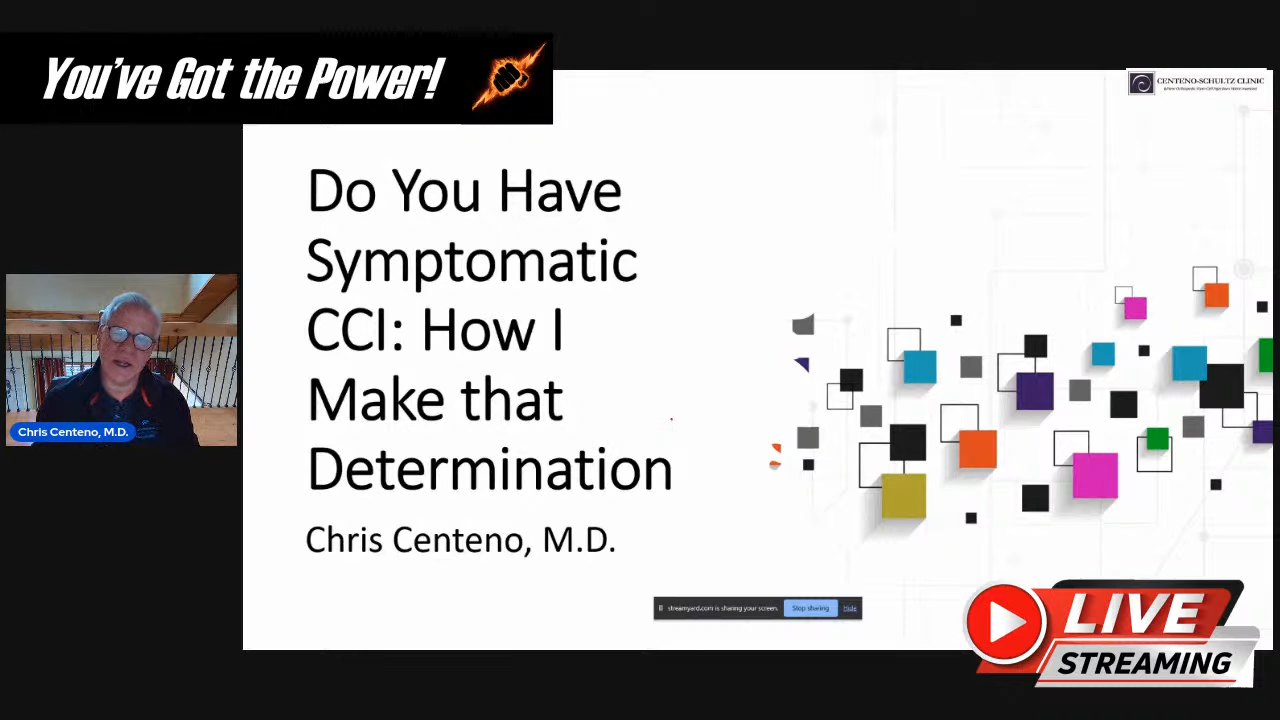 You've Got the Power!
CENTENO-SCHULTZ CLINIC
Do You Have
Symptomatic
CCI: How I
Make that
Determination
Chris Centeno, M.D.
Chris Centeno, M.D.
streamyard.com is sharing your screen.
Stop sharing
Hide
LIVE
STREAMING